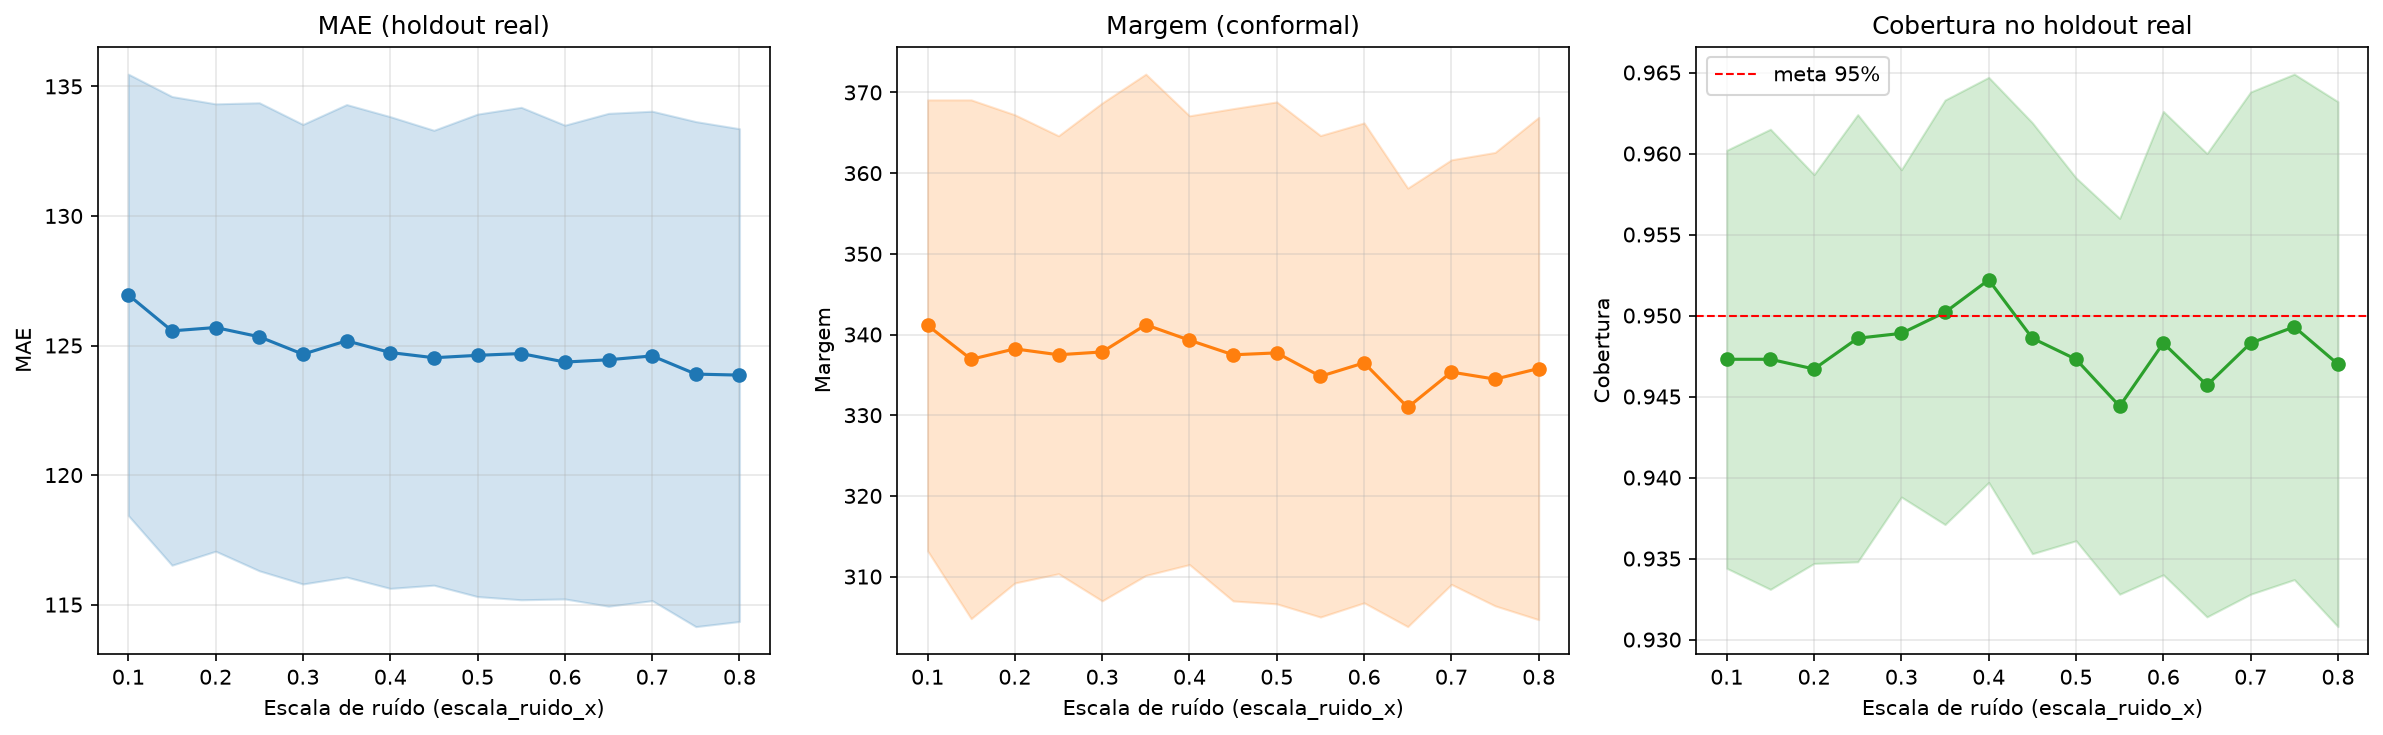 MAE (holdout real)
135
130
125
120
115
MAE
0.1 0.2 0.3 0.4 0.5 0.6 0.7 0.8
Escala de ruído (escala_ruido_x)
Margem (conformal)
370
360
350
340
330
320
310
Margem
0.1 0.2 0.3 0.4 0.5 0.6 0.7 0.8
Escala de ruído (escala_ruido_x)
Cobertura no holdout real
meta 95%
0.965
0.960
0.955
0.950
0.945
0.940
0.935
0.930
Cobertura
0.1 0.2 0.3 0.4 0.5 0.6 0.7 0.8
Escala de ruído (escala_ruido_x)